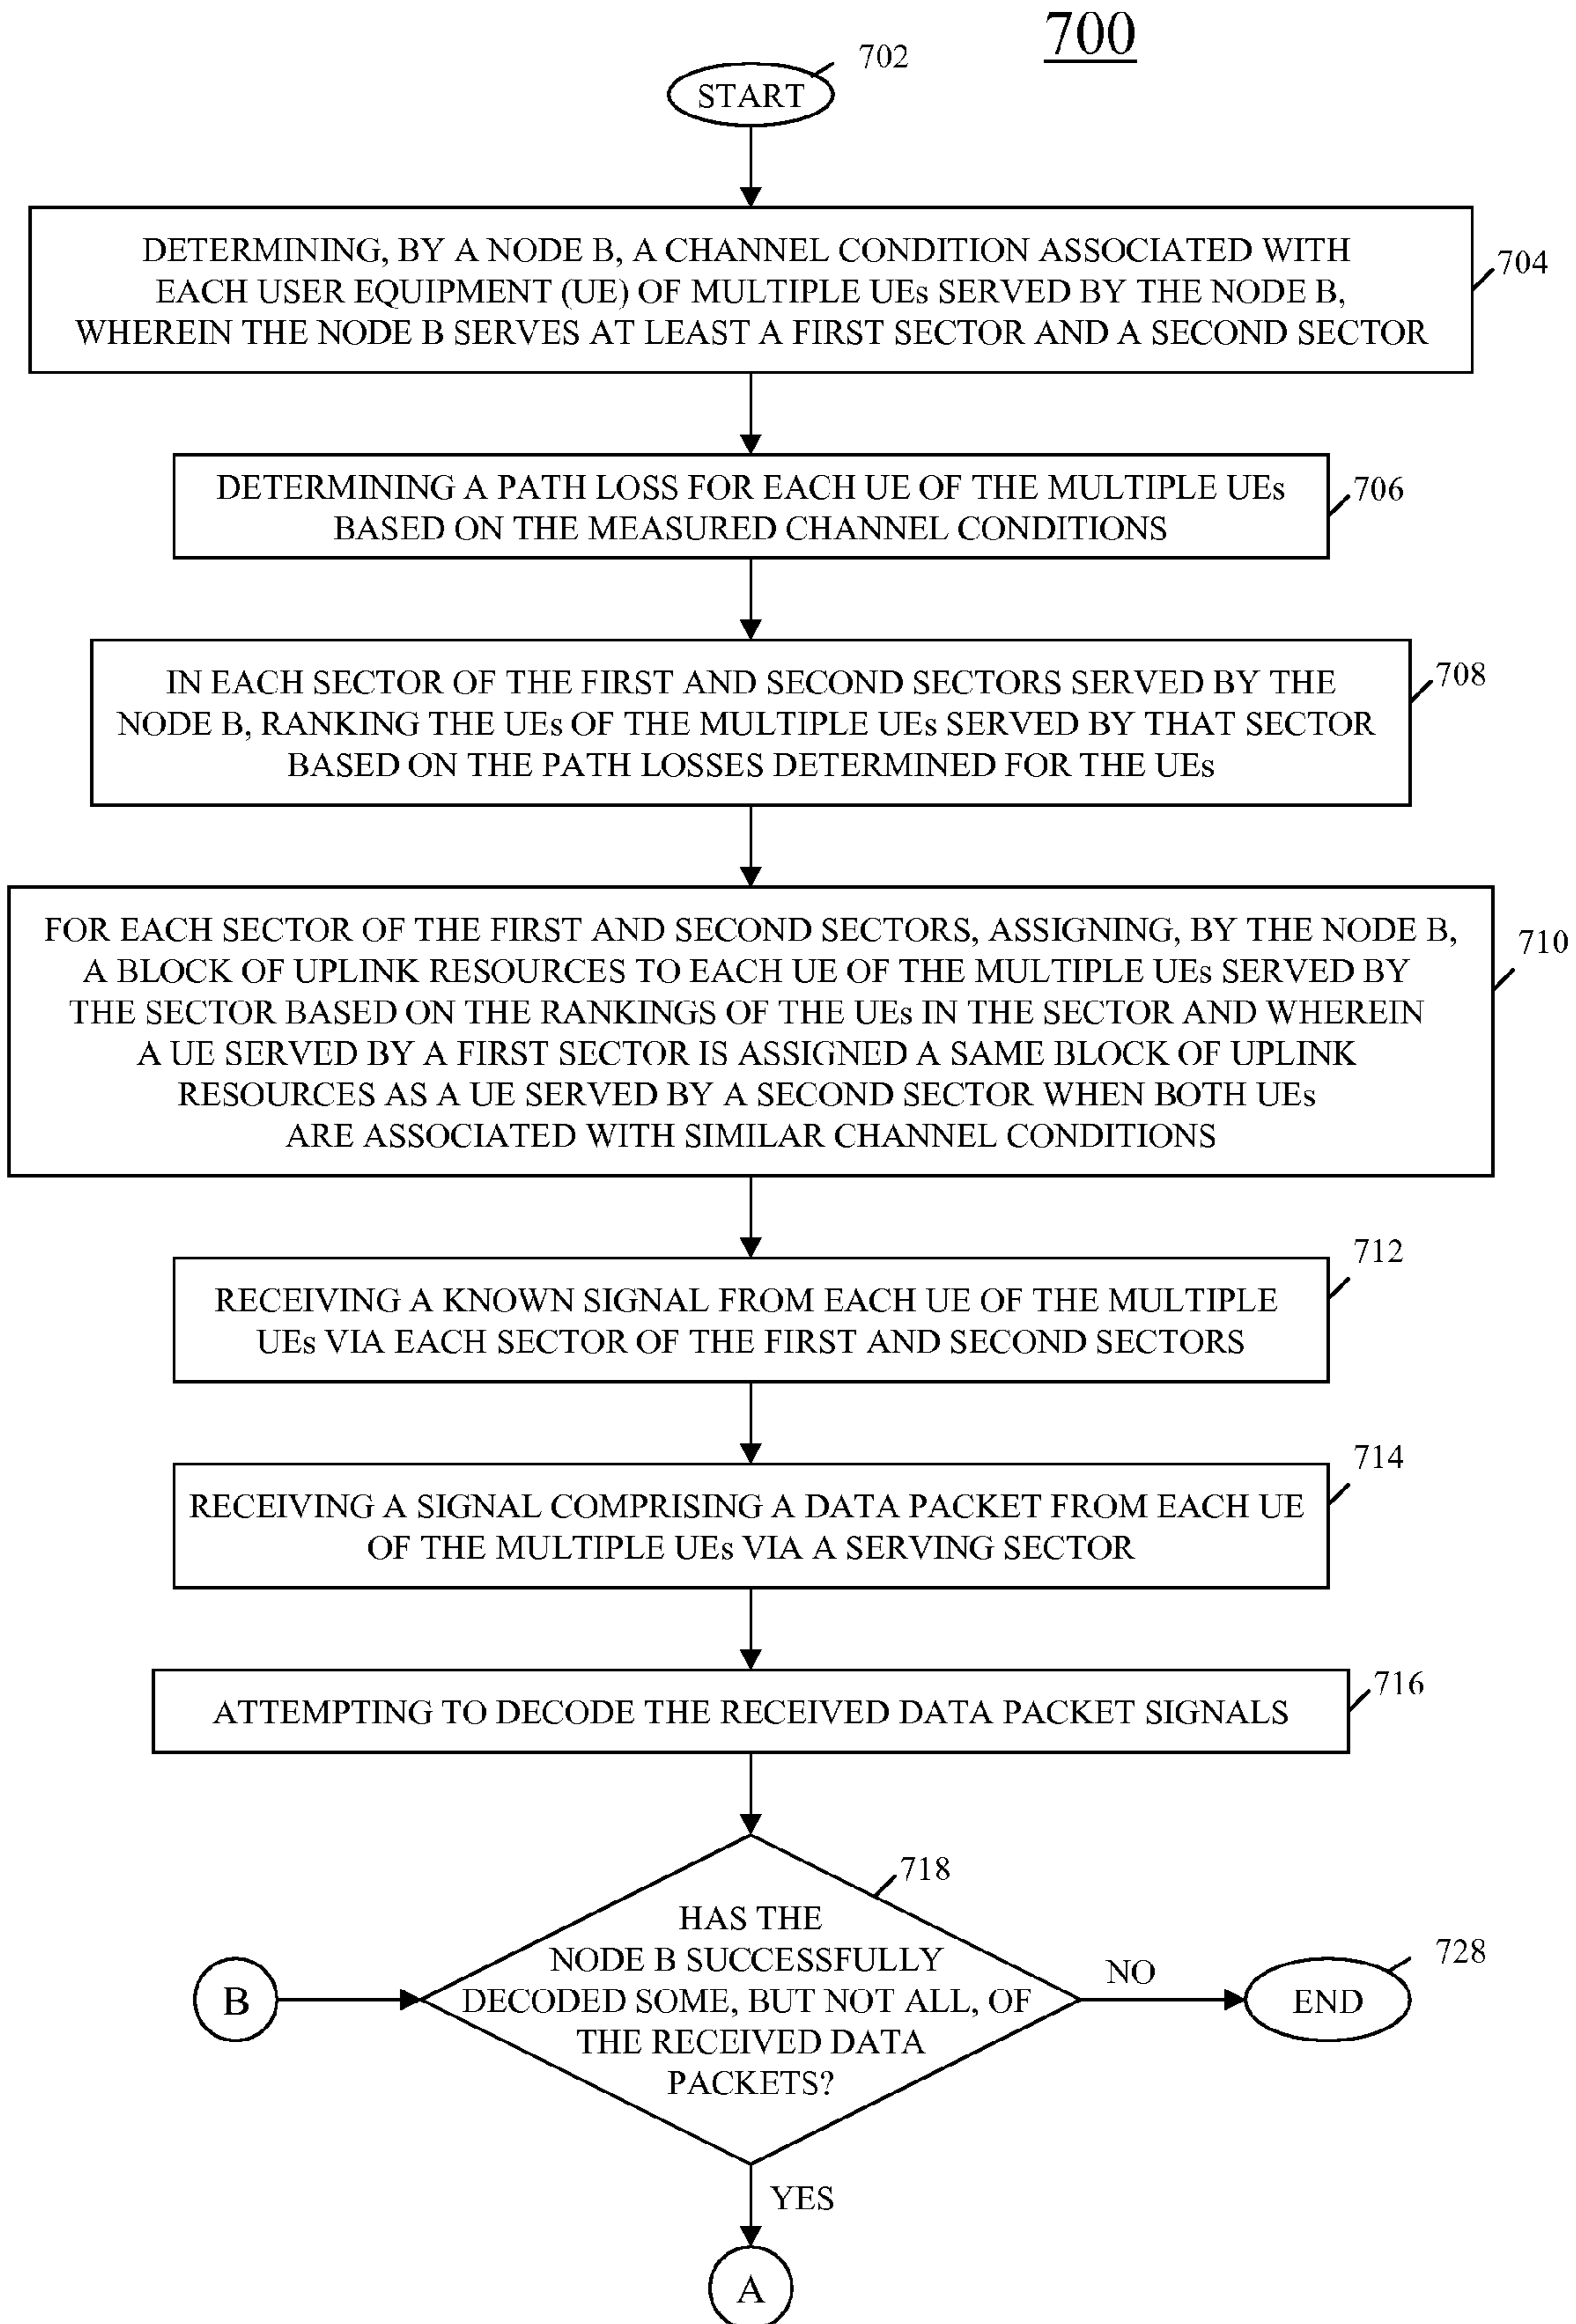 700
702
START
DETERMINING, BY A NODE B, A CHANNEL CONDITION ASSOCIATED WITH
EACH USER EQUIPMENT (UE) OF MULTIPLE UEs SERVED BY THE NODE B,
WHEREIN THE NODE B SERVES AT LEAST A FIRST SECTOR AND A SECOND SECTOR
704
DETERMINING A PATH LOSS FOR EACH UE OF THE MULTIPLE UEs
BASED ON THE MEASURED CHANNEL CONDITIONS
706
IN EACH SECTOR OF THE FIRST AND SECOND SECTORS SERVED BY THE
NODE B, RANKING THE UEs OF THE MULTIPLE UEs SERVED BY THAT SECTOR
BASED ON THE PATH LOSSES DETERMINED FOR THE UEs
708
FOR EACH SECTOR OF THE FIRST AND SECOND SECTORS, ASSIGNING, BY THE NODE B,
A BLOCK OF UPLINK RESOURCES TO EACH UE OF THE MULTIPLE UEs SERVED BY
THE SECTOR BASED ON THE RANKINGS OF THE UEs IN THE SECTOR AND WHEREIN
A UE SERVED BY A FIRST SECTOR IS ASSIGNED A SAME BLOCK OF UPLINK
RESOURCES AS A UE SERVED BY A SECOND SECTOR WHEN BOTH UEs
ARE ASSOCIATED WITH SIMILAR CHANNEL CONDITIONS
710
RECEIVING A KNOWN SIGNAL FROM EACH UE OF THE MULTIPLE
UEs VIA EACH SECTOR OF THE FIRST AND SECOND SECTORS
712
RECEIVING A SIGNAL COMPRISING A DATA PACKET FROM EACH UE
OF THE MULTIPLE UEs VIA A SERVING SECTOR
714
ATTEMPTING TO DECODE THE RECEIVED DATA PACKET SIGNALS
716
718
HAS THE
NODE B SUCCESSFULLY
DECODED SOME, BUT NOT ALL, OF
THE RECEIVED DATA
PACKETS?
B
NO
728
END
YES
A